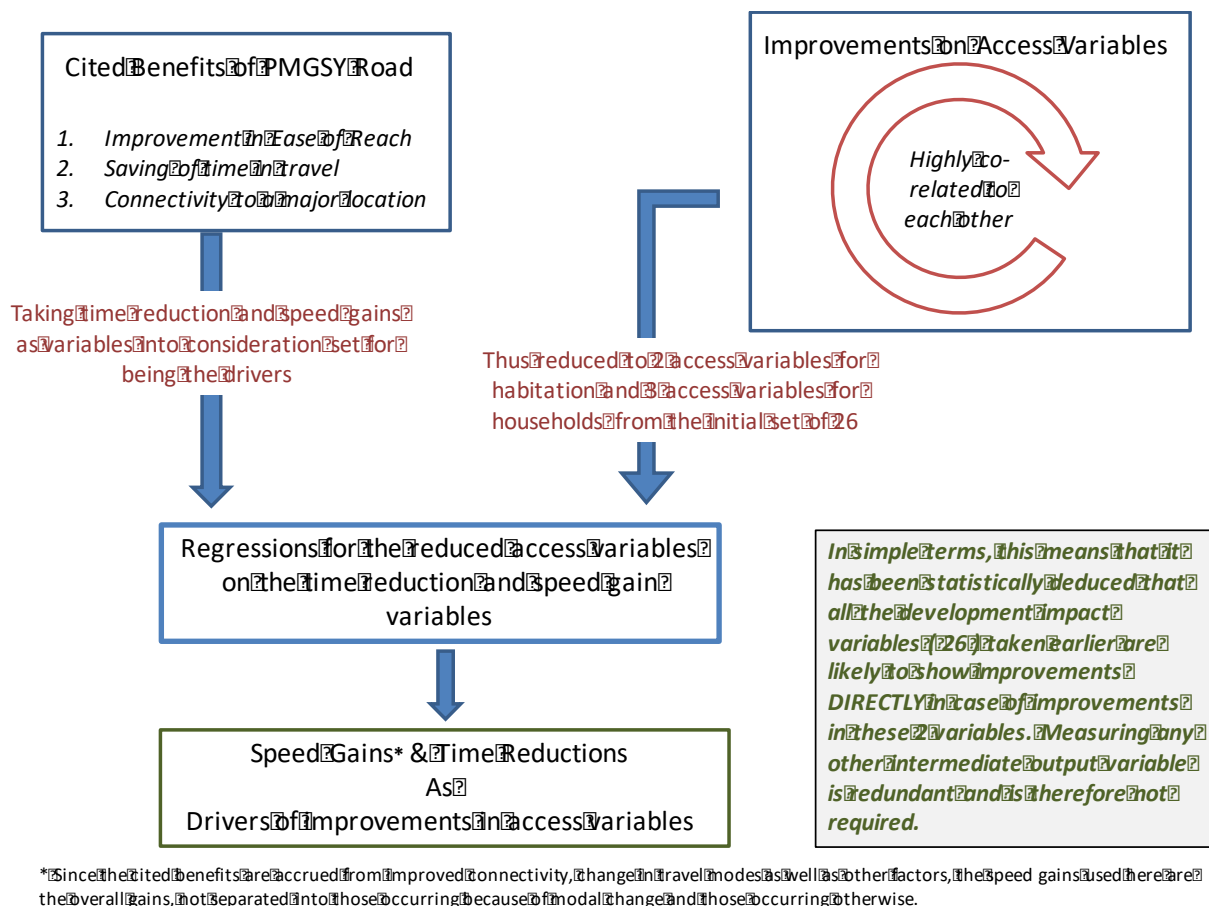 Cited Benefits of PMGSY Road
1. Improvement in Ease of Reach
2. Saving of time in travel
3. Connectivity to a major location
Improvements on Access Variables
Highly co-
related to
each other
Taking time reduction and speed gains
as variables into consideration set for
being the drivers
Thus reduced to 2 access variables for
habitation and 3 access variables for
households from the initial set of 26
Regressions for the reduced access variables
on the time reduction and speed gain
variables
Speed Gains* & Time Reductions
As
Drivers of improvements in access variables
In simple terms, this means that it
has been statistically deduced that
all the development impact
variables ( 26 ) taken earlier are
likely to show improvements
DIRECTLY in case of improvements
in these 2 variables. Measuring any
other intermediate output variable
is redundant and is therefore not
required.
* Since the cited benefits are accrued from improved connectivity, change in travel modes as well as other factors, the speed gains used here are
the overall gains, not separated into those occurring because of modal change and those occurring otherwise.